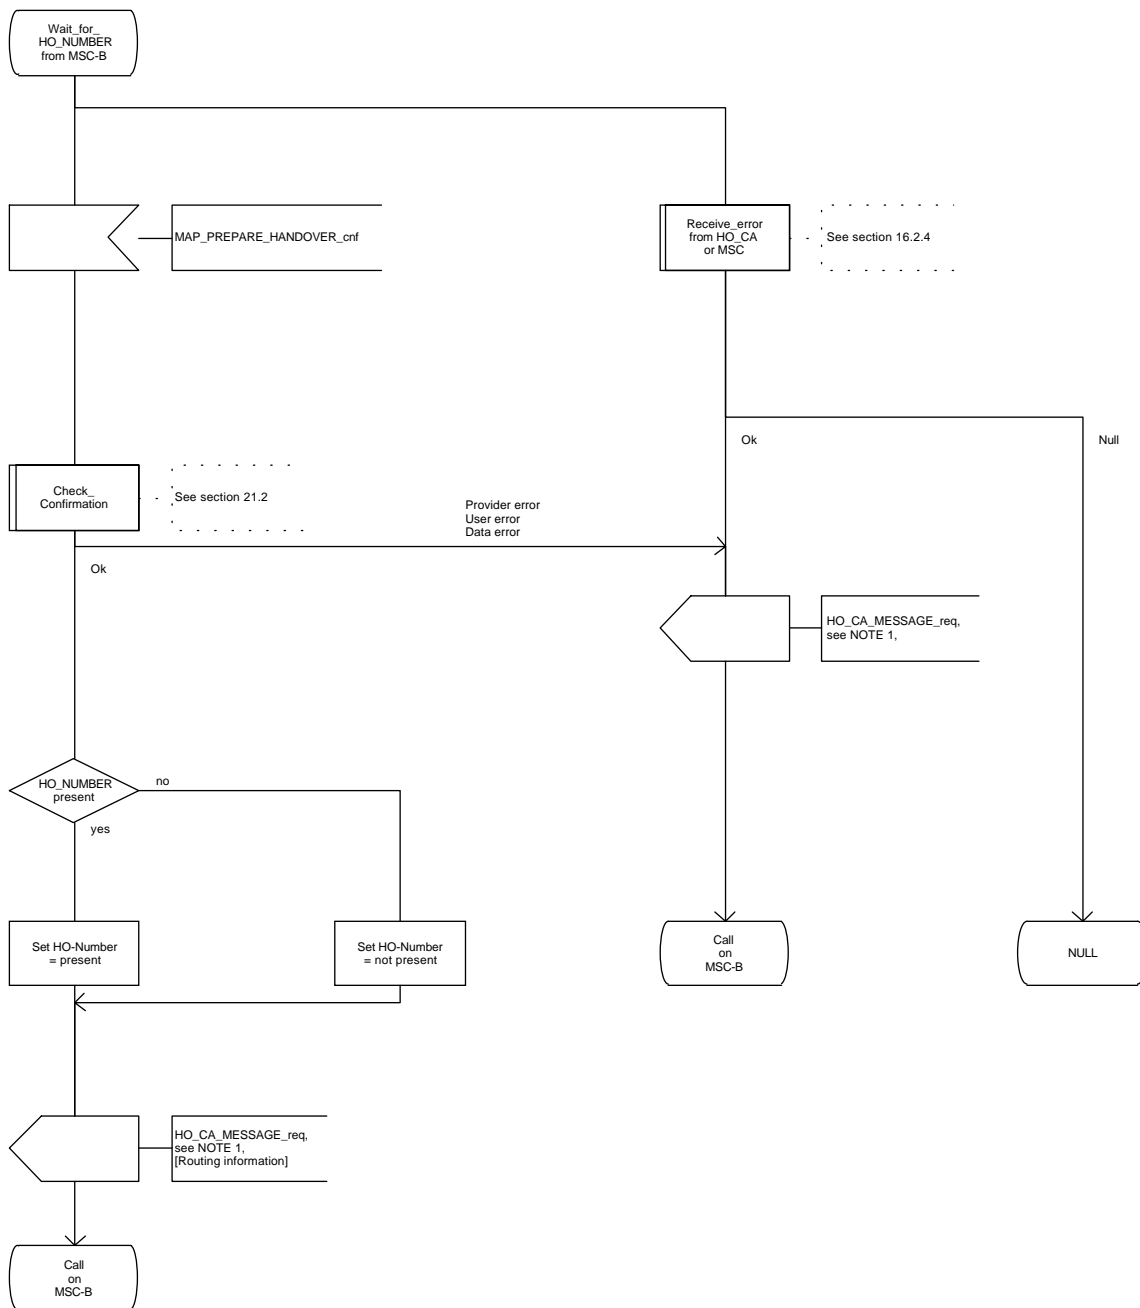 Wait_for_
HO_NUMBER
from MSC-B
MAP_PREPARE_HANDOVER_cnf
Receive_error
from HO_CA
or MSC
See section 16.2.4
Ok
Null
Check_
Confirmation
See section 21.2
Provider error
User error
Data error
Ok
HO_CA_MESSAGE_req,
see NOTE 1,
HO_NUMBER
present
no
yes
Set HO-Number
= present
Set HO-Number
= not present
Call
on
MSC-B
NULL
HO_CA_MESSAGE_req,
see NOTE 1,
[Routing information]
Call
on
MSC-B